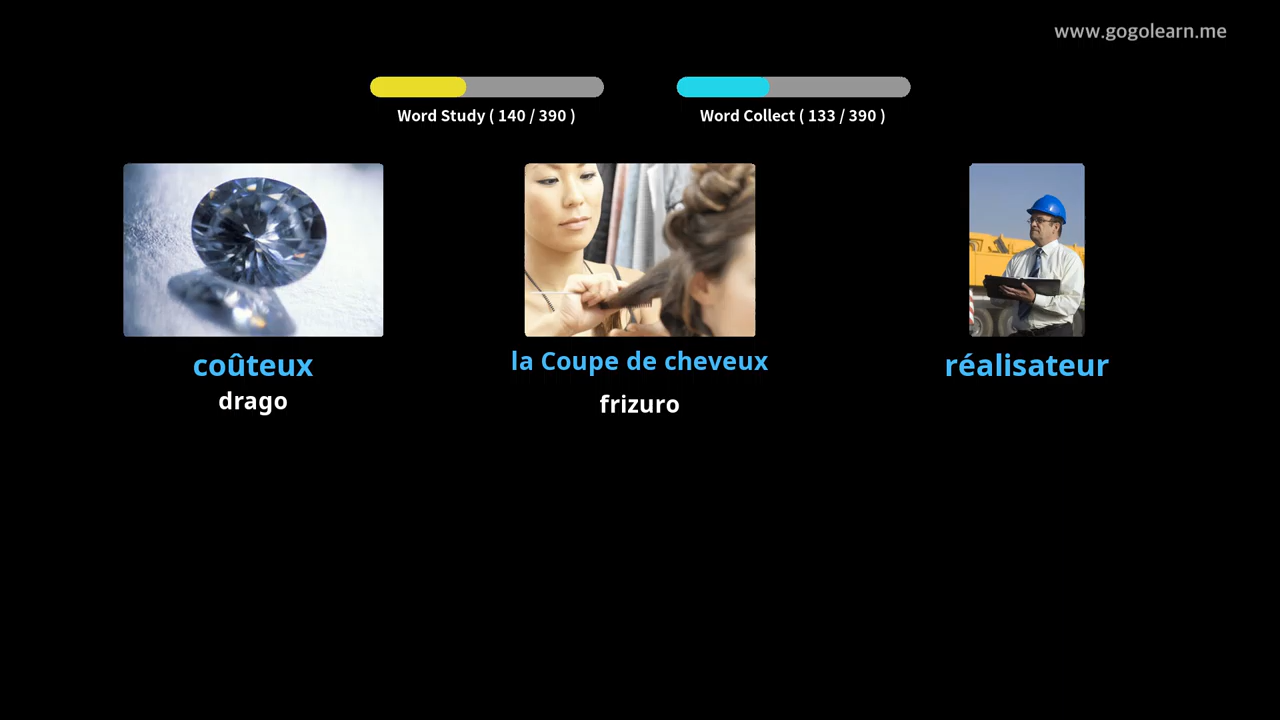 www.gogolearn.me
Word Study ( 140 / 390 )
Word Collect ( 133 / 390 )
coûteux
drago
la Coupe de cheveux
frizuro
réalisateur